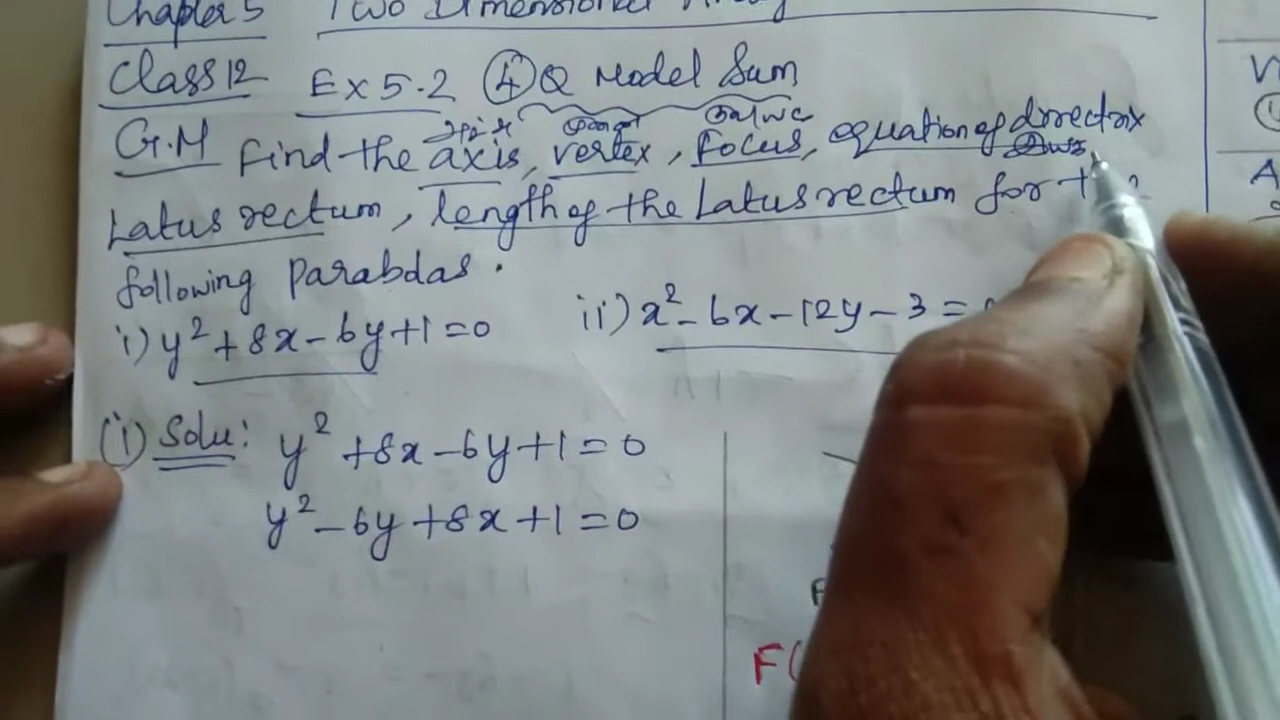 Chapter 5 Two Dimensional
Class 12 Ex 5.2 ④ Q Model Sum
G.M Find the axis, vertex, focus, equation of directrix
Latus rectum, length of the Latus rectum for
following Parabolas.
i) y² + 8x - 6y + 1 = 0 ii) x² - 6x - 12y - 3 =
(i) Solu: y² + 8x - 6y + 1 = 0
y² - 6y + 8x + 1 = 0
F(